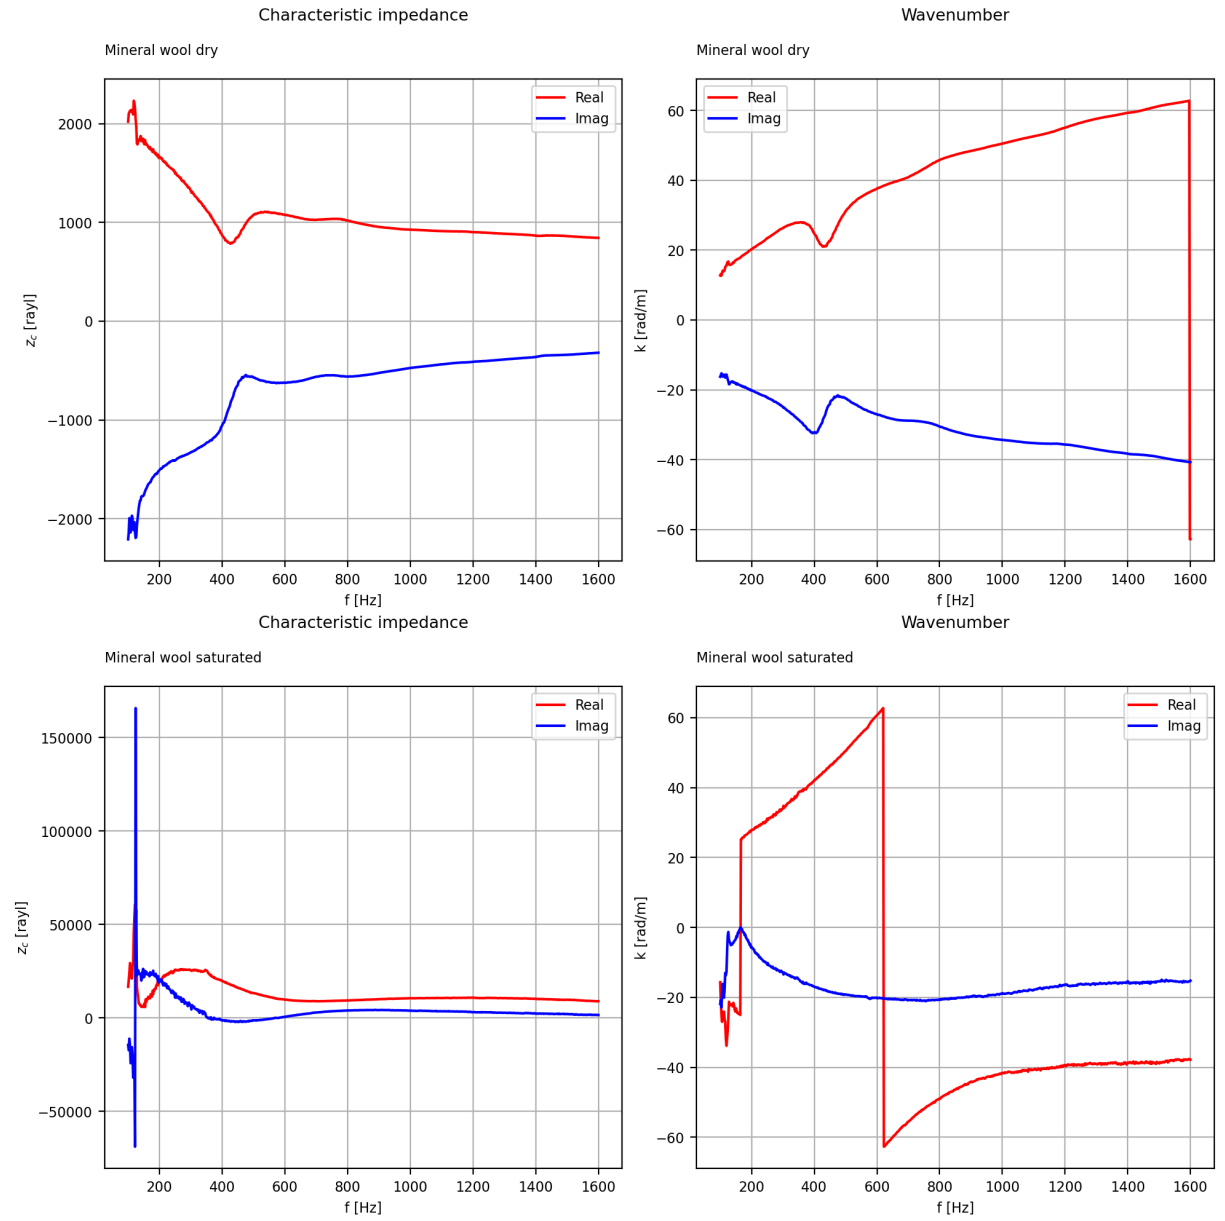 Characteristic impedance
Mineral wool dry
Real
Imag
2000
1000
0
−1000
−2000
z_c [rayl]
200 400 600 800 1000 1200 1400 1600
f [Hz]
Wavenumber
Mineral wool dry
Real
Imag
60
40
20
0
−20
−40
−60
k [rad/m]
200 400 600 800 1000 1200 1400 1600
f [Hz]
Characteristic impedance
Mineral wool saturated
Real
Imag
150000
100000
50000
0
−50000
z_c [rayl]
200 400 600 800 1000 1200 1400 1600
f [Hz]
Wavenumber
Mineral wool saturated
Real
Imag
60
40
20
0
−20
−40
−60
k [rad/m]
200 400 600 800 1000 1200 1400 1600
f [Hz]